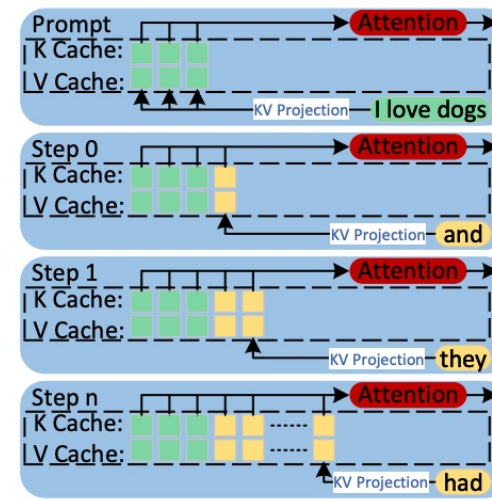 Prompt Attention
K Cache:
V Cache:
KV Projection I love dogs
Step 0 Attention
K Cache:
V Cache:
KV Projection and
Step 1 Attention
K Cache:
V Cache:
KV Projection they
Step n Attention
K Cache: ------
V Cache: ------
KV Projection had